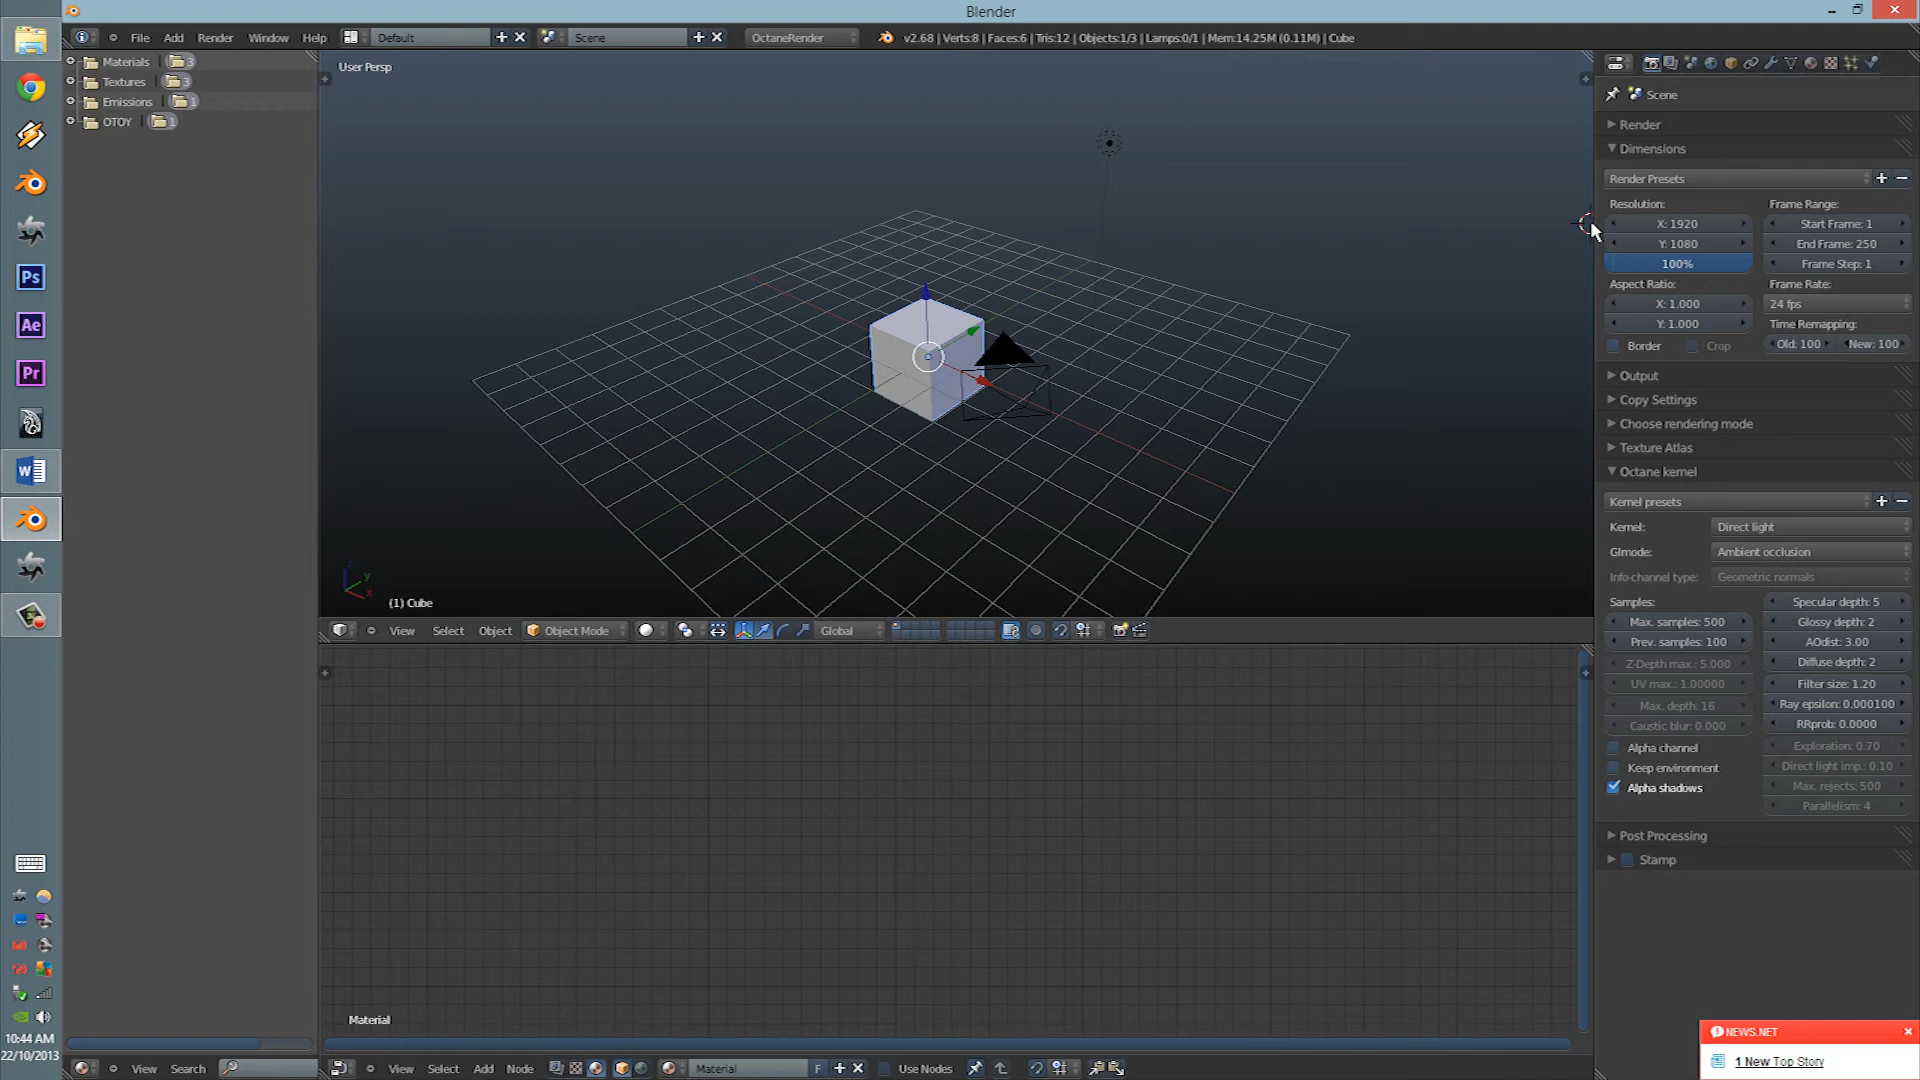 Blender
File Add Render Window Help Default Scene OctaneRender v2.68 | Verts:8 | Faces:6 | Tris:12 | Objects:1/3 | Lamps:0/1 | Mem:14.25M (0.11M) | Cube
Materials 3
Textures 3
Emissions 1
OTOY 1
User Persp
(1) Cube
View Select Object Object Mode Global
Material
View Search
View Select Add Node Material F Use Nodes
Scene
Render
Dimensions
Render Presets
Resolution: Frame Range:
X: 1920 Start Frame: 1
Y: 1080 End Frame: 250
100% Frame Step: 1
Aspect Ratio: Frame Rate:
X: 1.000 24 fps
Y: 1.000 Time Remapping:
Border Crop Old: 100 New: 100
Output
Copy Settings
Choose rendering mode
Texture Atlas
Octane kernel
Kernel presets
Kernel: Direct light
GImode: Ambient occlusion
Info-channel type: Geometric normals
Samples: Specular depth: 5
Max. samples: 500 Glossy depth: 2
Prev. samples: 100 AOdist: 3.00
Z-Depth max.: 5.000 Diffuse depth: 2
UV max.: 1.00000 Filter size: 1.20
Max. depth: 16 Ray epsilon: 0.000100
Caustic blur: 0.000 RRprob: 0.0000
Alpha channel Exploration: 0.70
Keep environment Direct light imp.: 0.10
Alpha shadows Max. rejects: 500
Parallelism: 4
Post Processing
Stamp
Ps
Ae
Pr
W
z
y
x
10:44 AM
22/10/2013
NEWS.NET
1 New Top Story